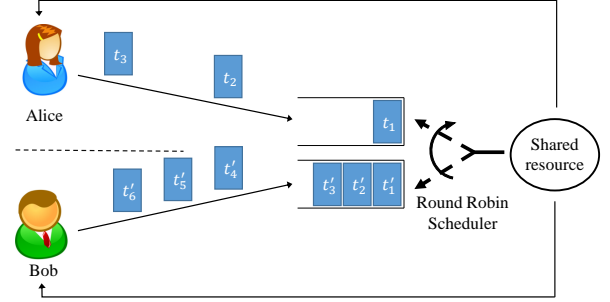 t₃
t₂
Alice
t₁
t′₄
t′₅
t′₆
t′₃ t′₂ t′₁
Bob
Round Robin
Scheduler
Shared
resource